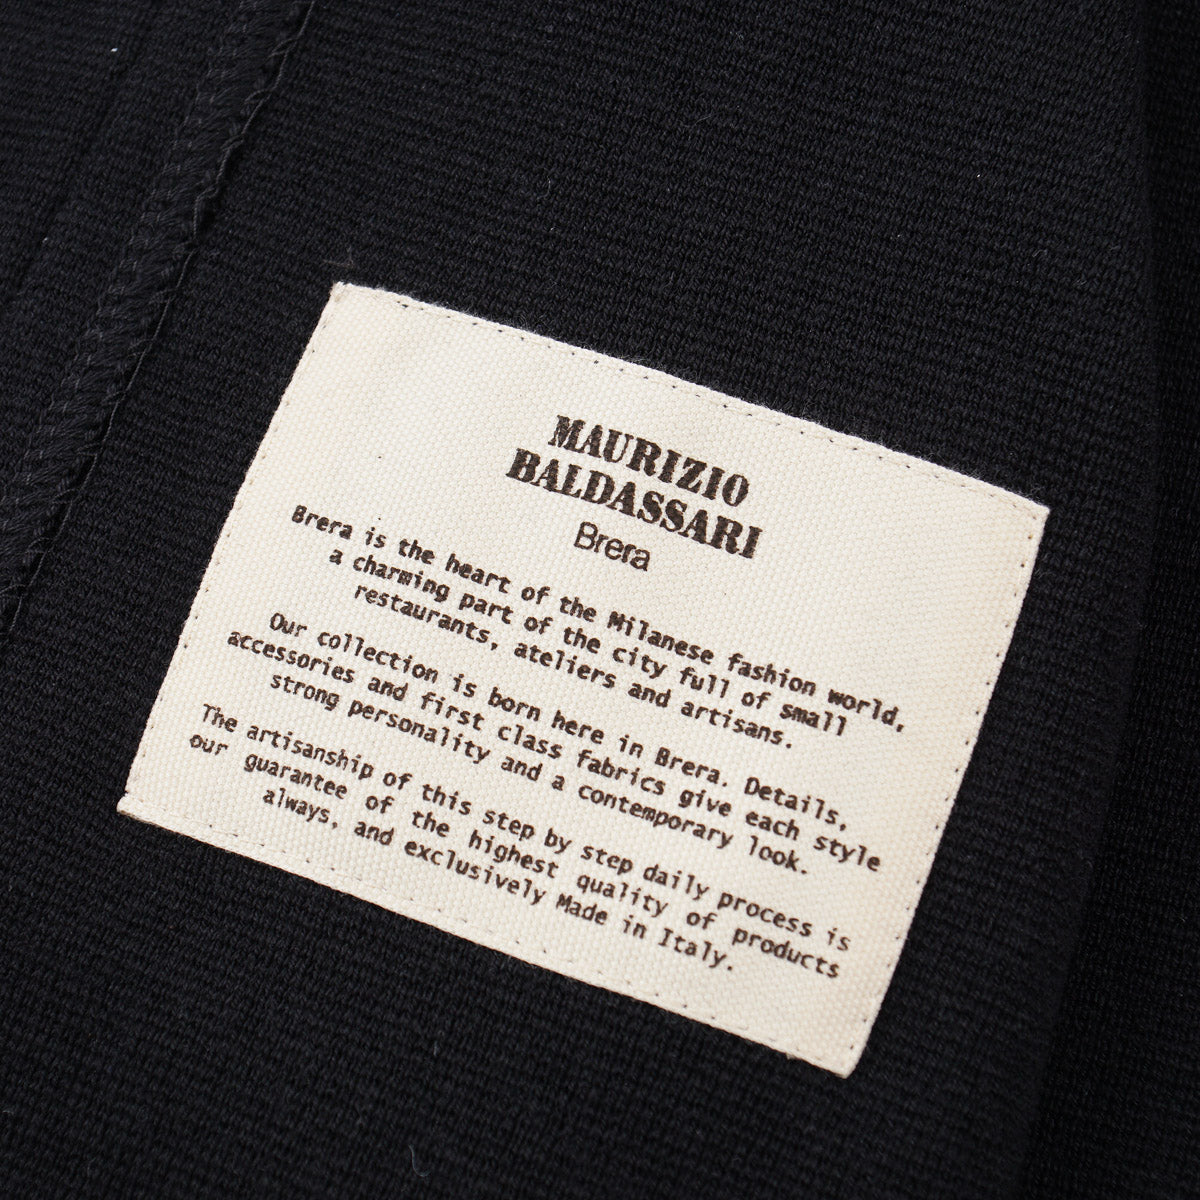 MAURIZIO
BALDASSARI
Brera
Brera is the heart of the Milanese fashion world,
a charming part of the city full of small
restaurants, ateliers and artisans.
Our collection is born here in Brera. Details,
accessories and first class fabrics give each style
strong personality and a contemporary look.
The artisanship of this step by step daily process is
our guarantee of the highest quality of products
always, and exclusively Made in Italy.